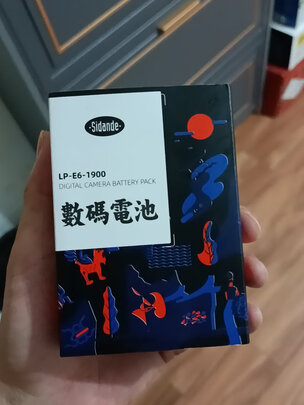 Sidande
LP-E6-1900
DIGITAL CAMERA BATTERY PACK
數碼電池